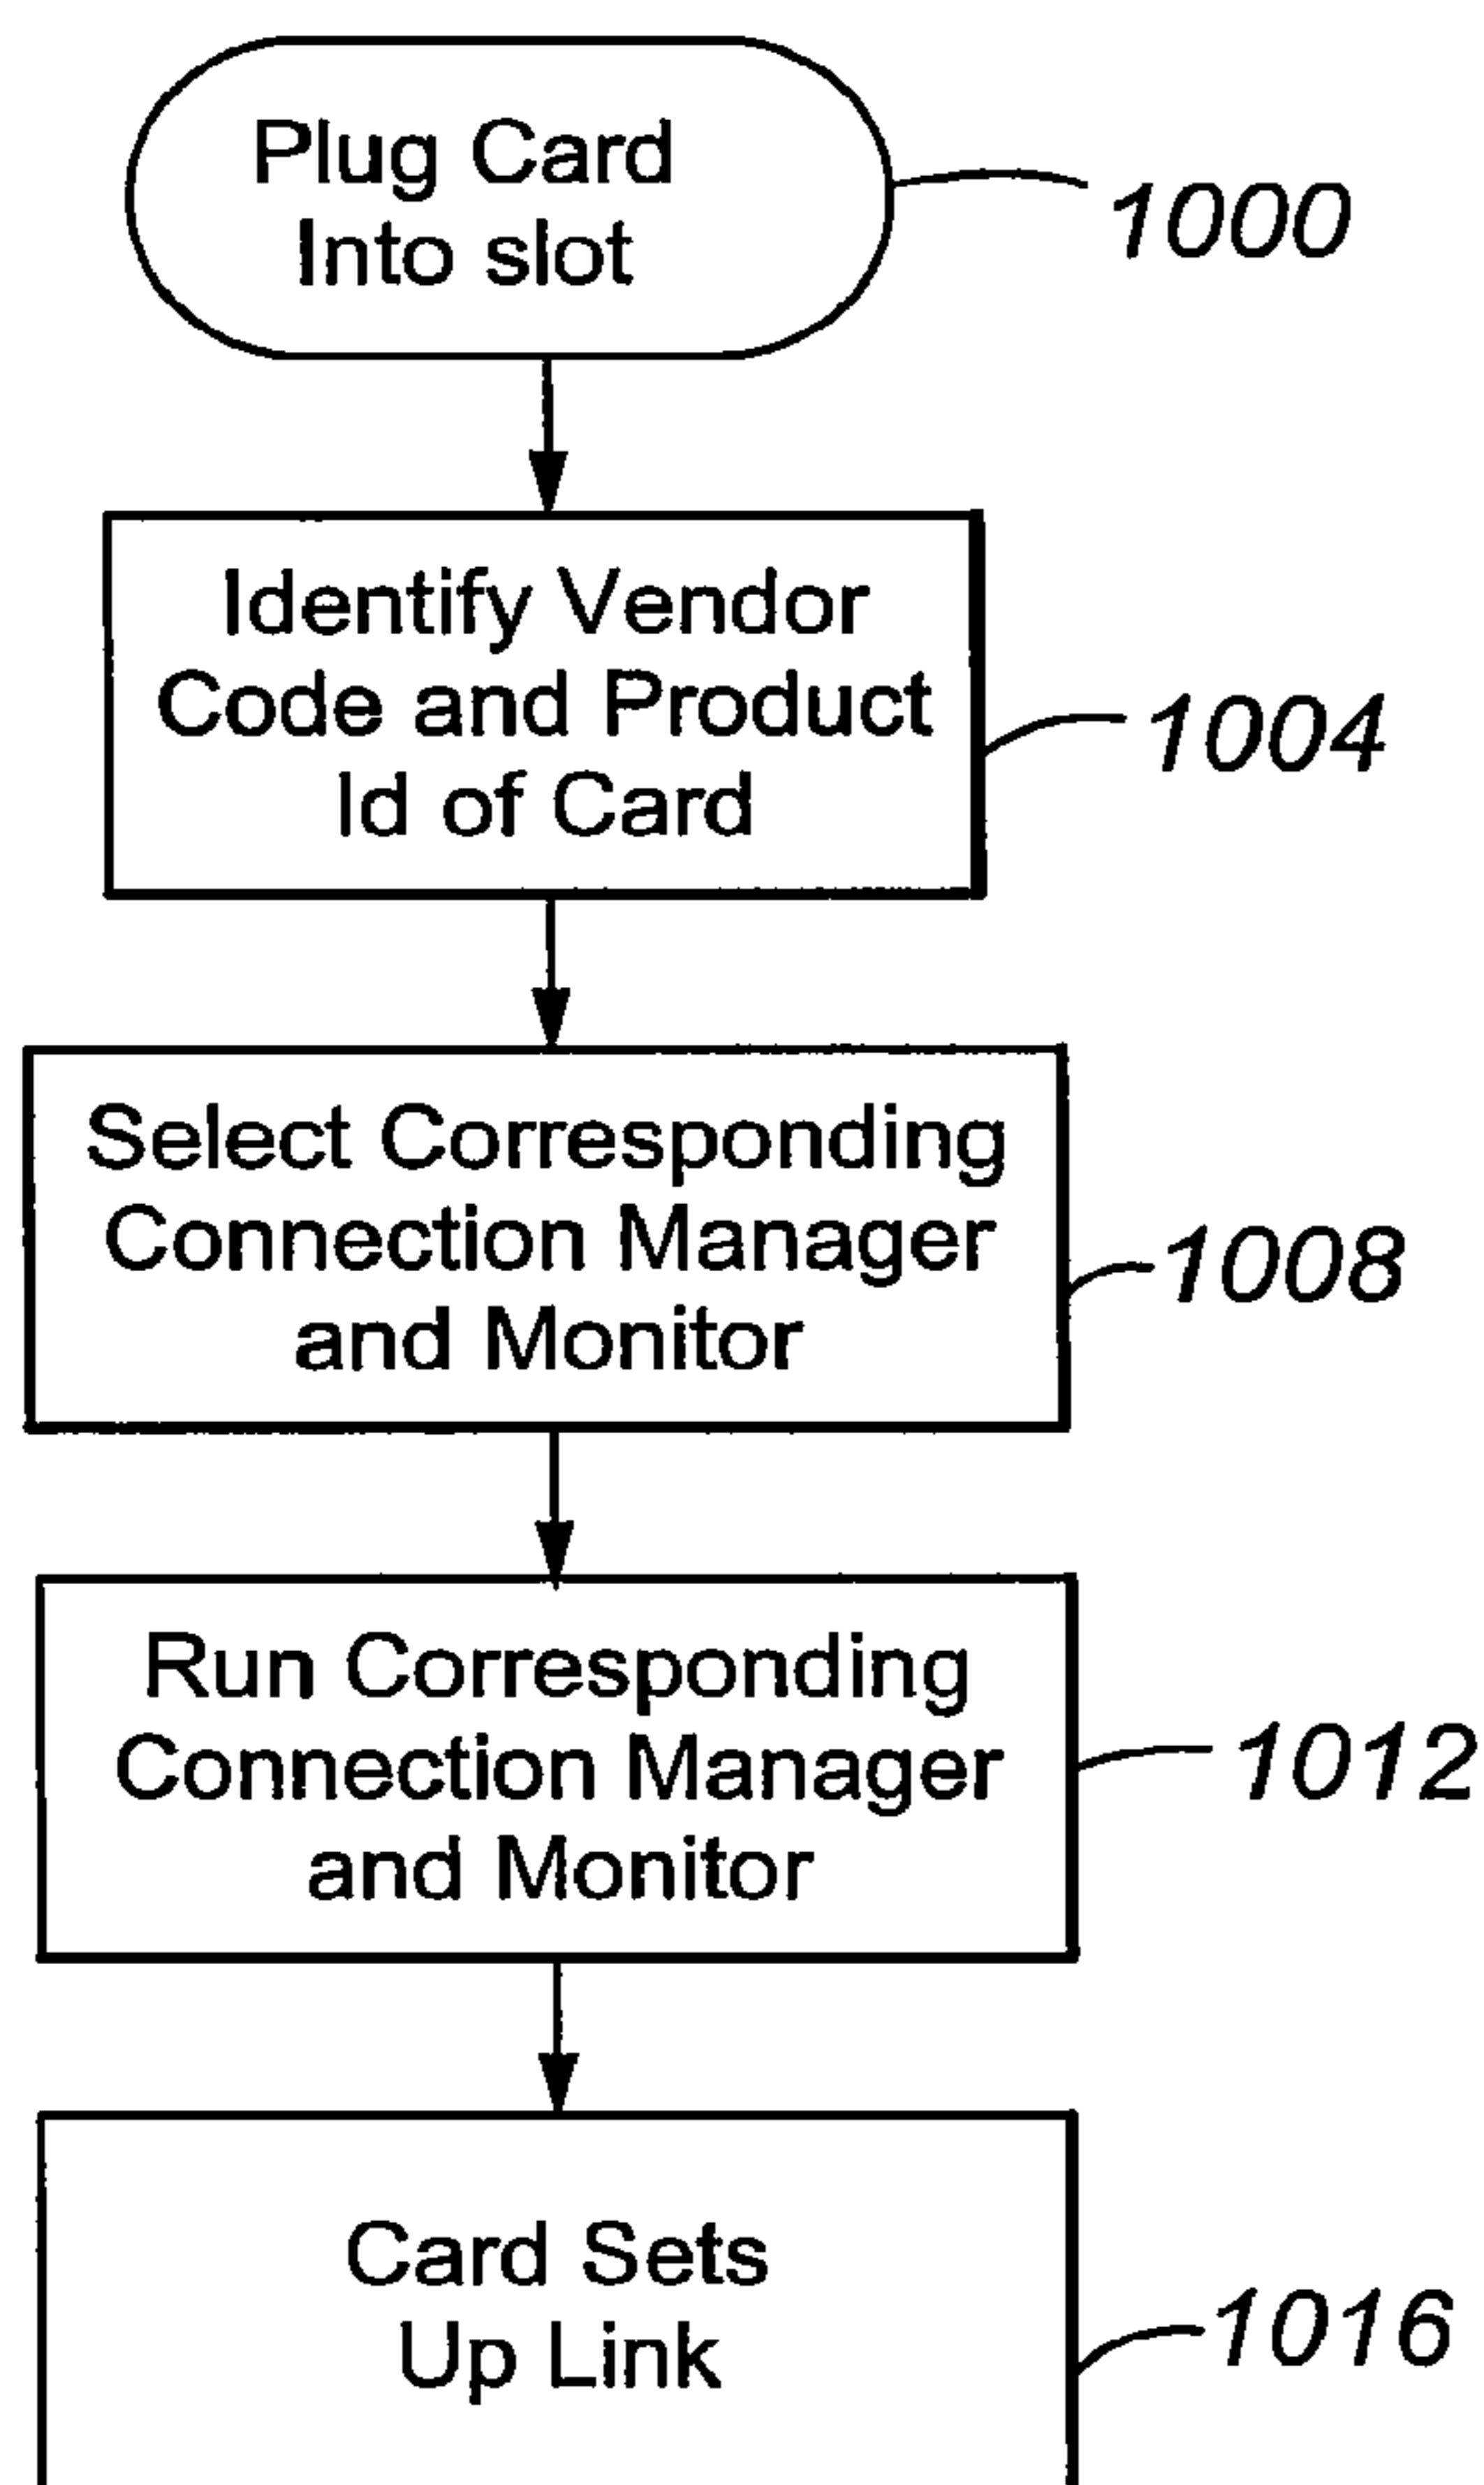 Plug Card
Into slot
1000
Identify Vendor
Code and Product
Id of Card
1004
Select Corresponding
Connection Manager
and Monitor
1008
Run Corresponding
Connection Manager
and Monitor
1012
Card Sets
Up Link
1016